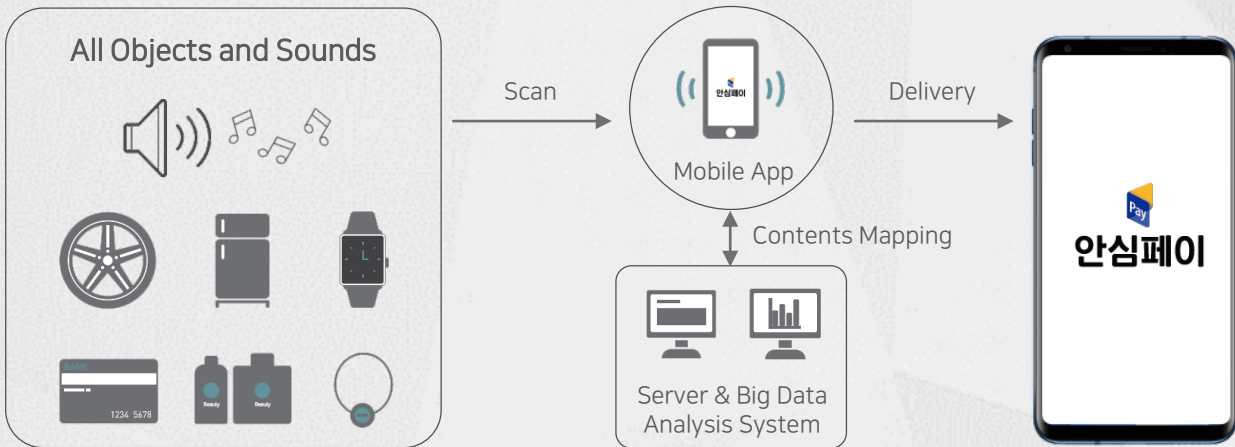 All Objects and Sounds
Scan
안심페이
Mobile App
Delivery
Contents Mapping
Server & Big Data
Analysis System
BANK
1234 5678
Beauty
Beauty
L
Pay
안심페이